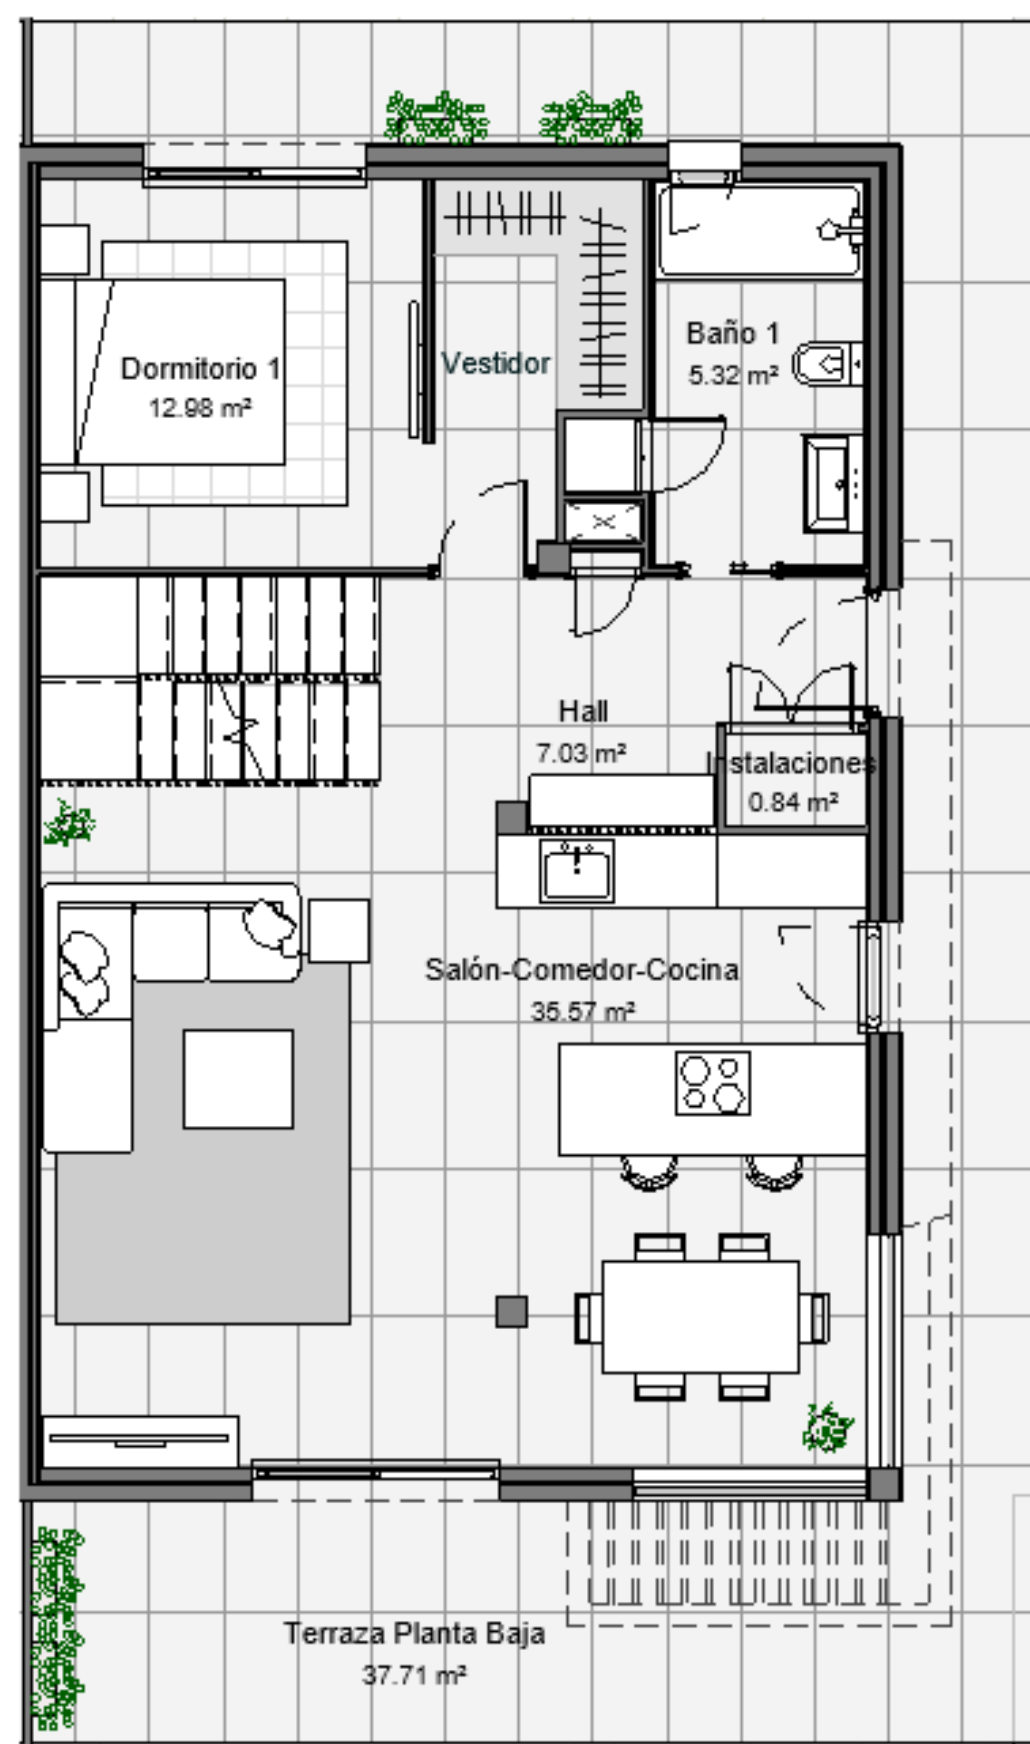 Dormitorio 1
12.98 m²
Vestidor
Baño 1
5.32 m²
Hall
7.03 m²
Instalaciones
0.84 m²
Salón-Comedor-Cocina
35.57 m²
Terraza Planta Baja
37.71 m²